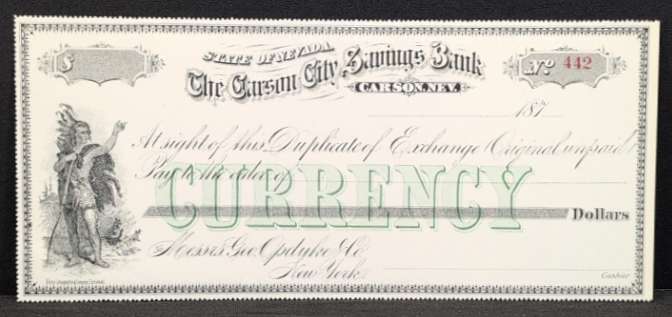 $
STATE OF NEVADA.
The Carson City Savings Bank
CARSON, NEV.
No. 442
187
At sight of this Duplicate of Exchange (Original unpaid)
Pay to the order of
CURRENCY
Dollars
Messrs Geo. Opdyke & Co.
New York
Cashier